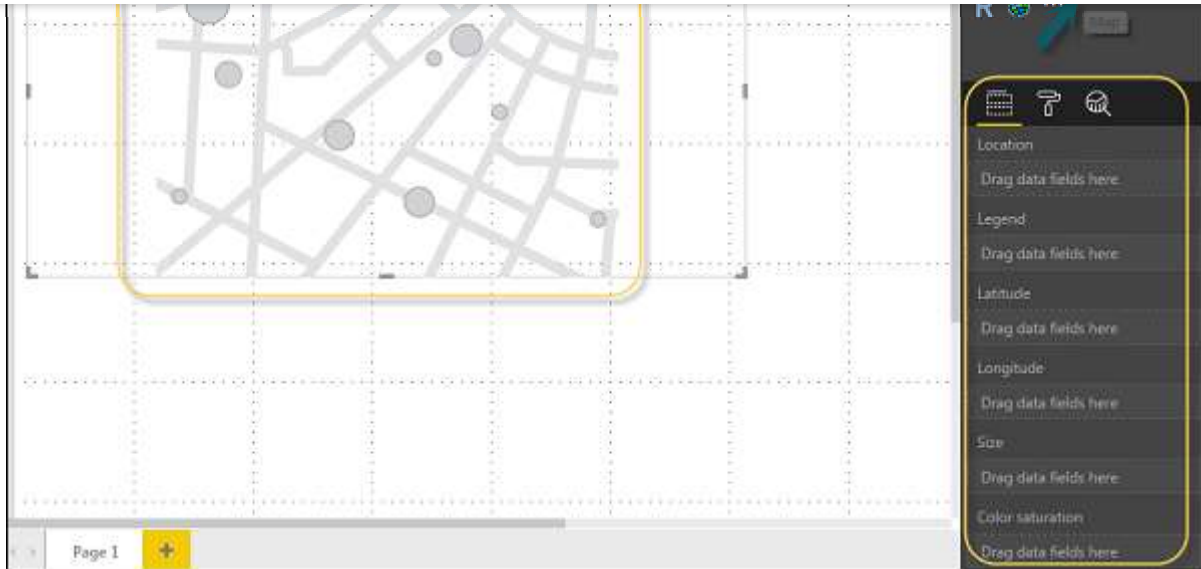 R
Map
Location
Drag data fields here
Legend
Drag data fields here
Latitude
Drag data fields here
Longitude
Drag data fields here
Size
Drag data fields here
Color saturation
Drag data fields here
Page 1
+